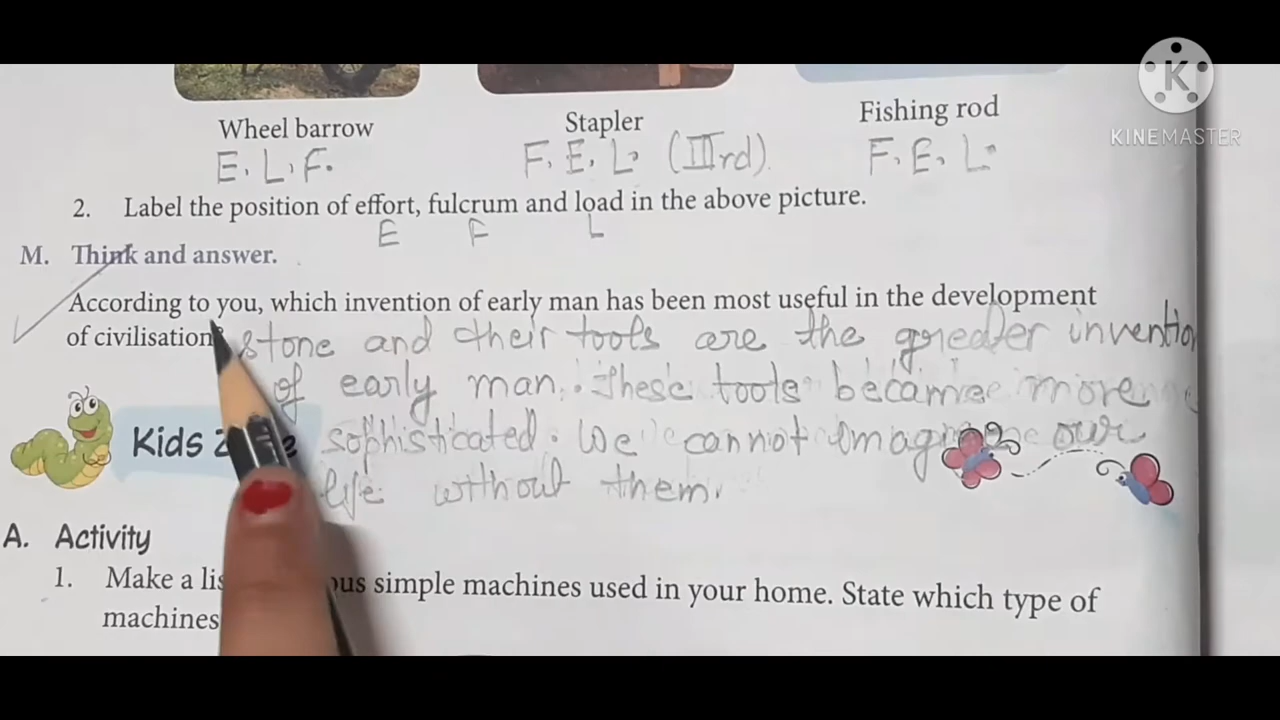 K
KINEMASTER
Wheel barrow
Stapler
Fishing rod
E. L. F.
F. E. L. (IIIrd).
F. E. L.
2. Label the position of effort, fulcrum and load in the above picture.
E F L
M. Think and answer.
According to you, which invention of early man has been most useful in the development
of civilisation
stone and their tools are the greater inventio
of early man. These tools became more
Kids sophisticated. We cannot imagine our
life without them.
A. Activity
1. Make a simple machines used in your home. State which type of
machines